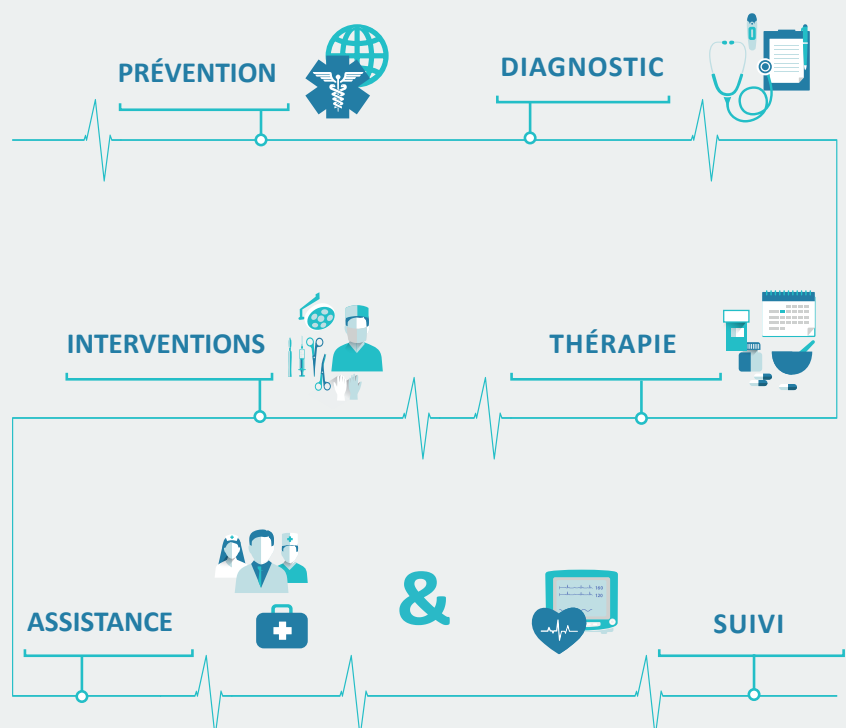 PRÉVENTION
DIAGNOSTIC
INTERVENTIONS
THÉRAPIE
&
ASSISTANCE
SUIVI